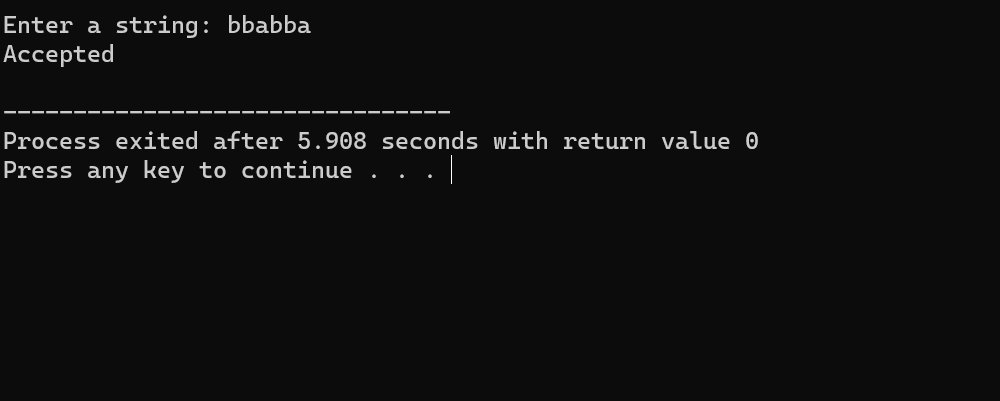 Enter a string: bbabba
Accepted
--------------------------------
Process exited after 5.908 seconds with return value 0
Press any key to continue . . .